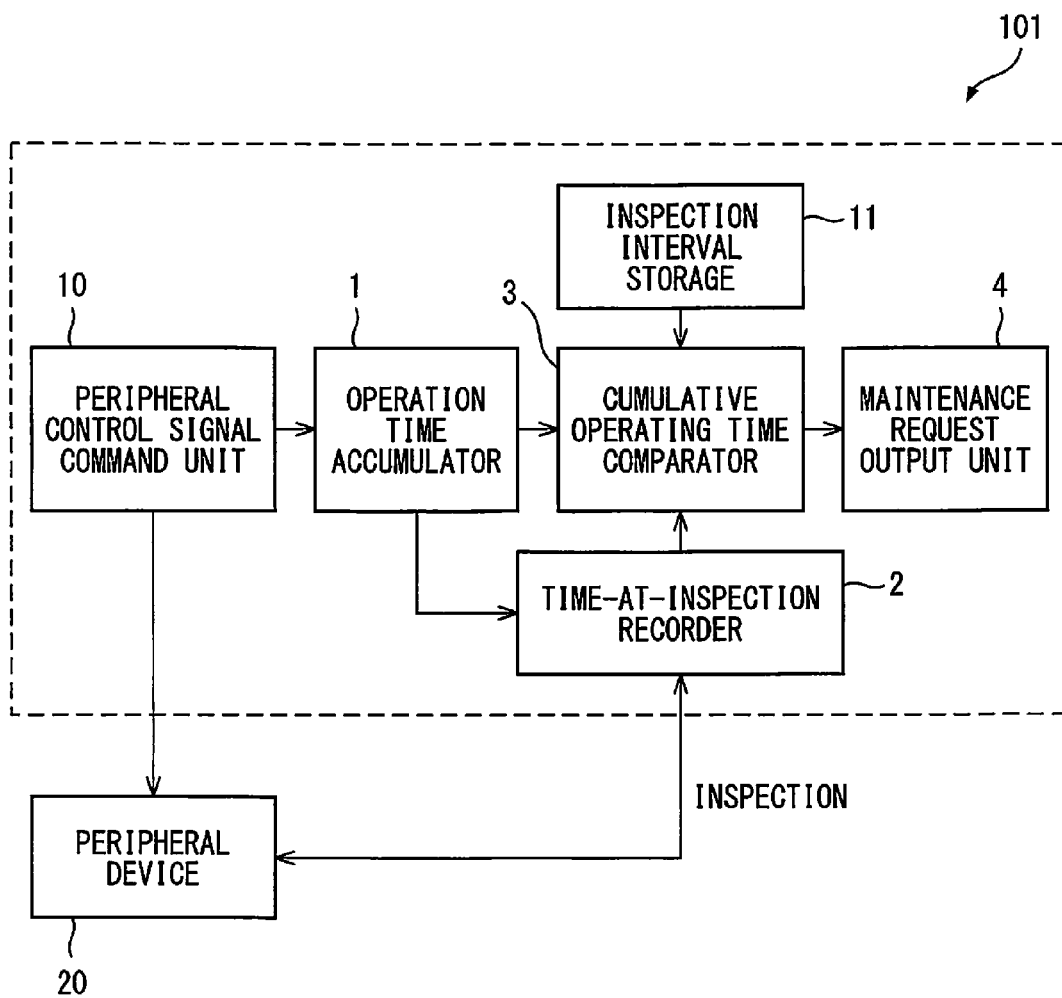 101
INSPECTION
INTERVAL
STORAGE
11
10
1
3
4
PERIPHERAL
CONTROL SIGNAL
COMMAND UNIT
OPERATION
TIME
ACCUMULATOR
CUMULATIVE
OPERATING TIME
COMPARATOR
MAINTENANCE
REQUEST
OUTPUT UNIT
TIME-AT-INSPECTION
RECORDER
2
INSPECTION
PERIPHERAL
DEVICE
20